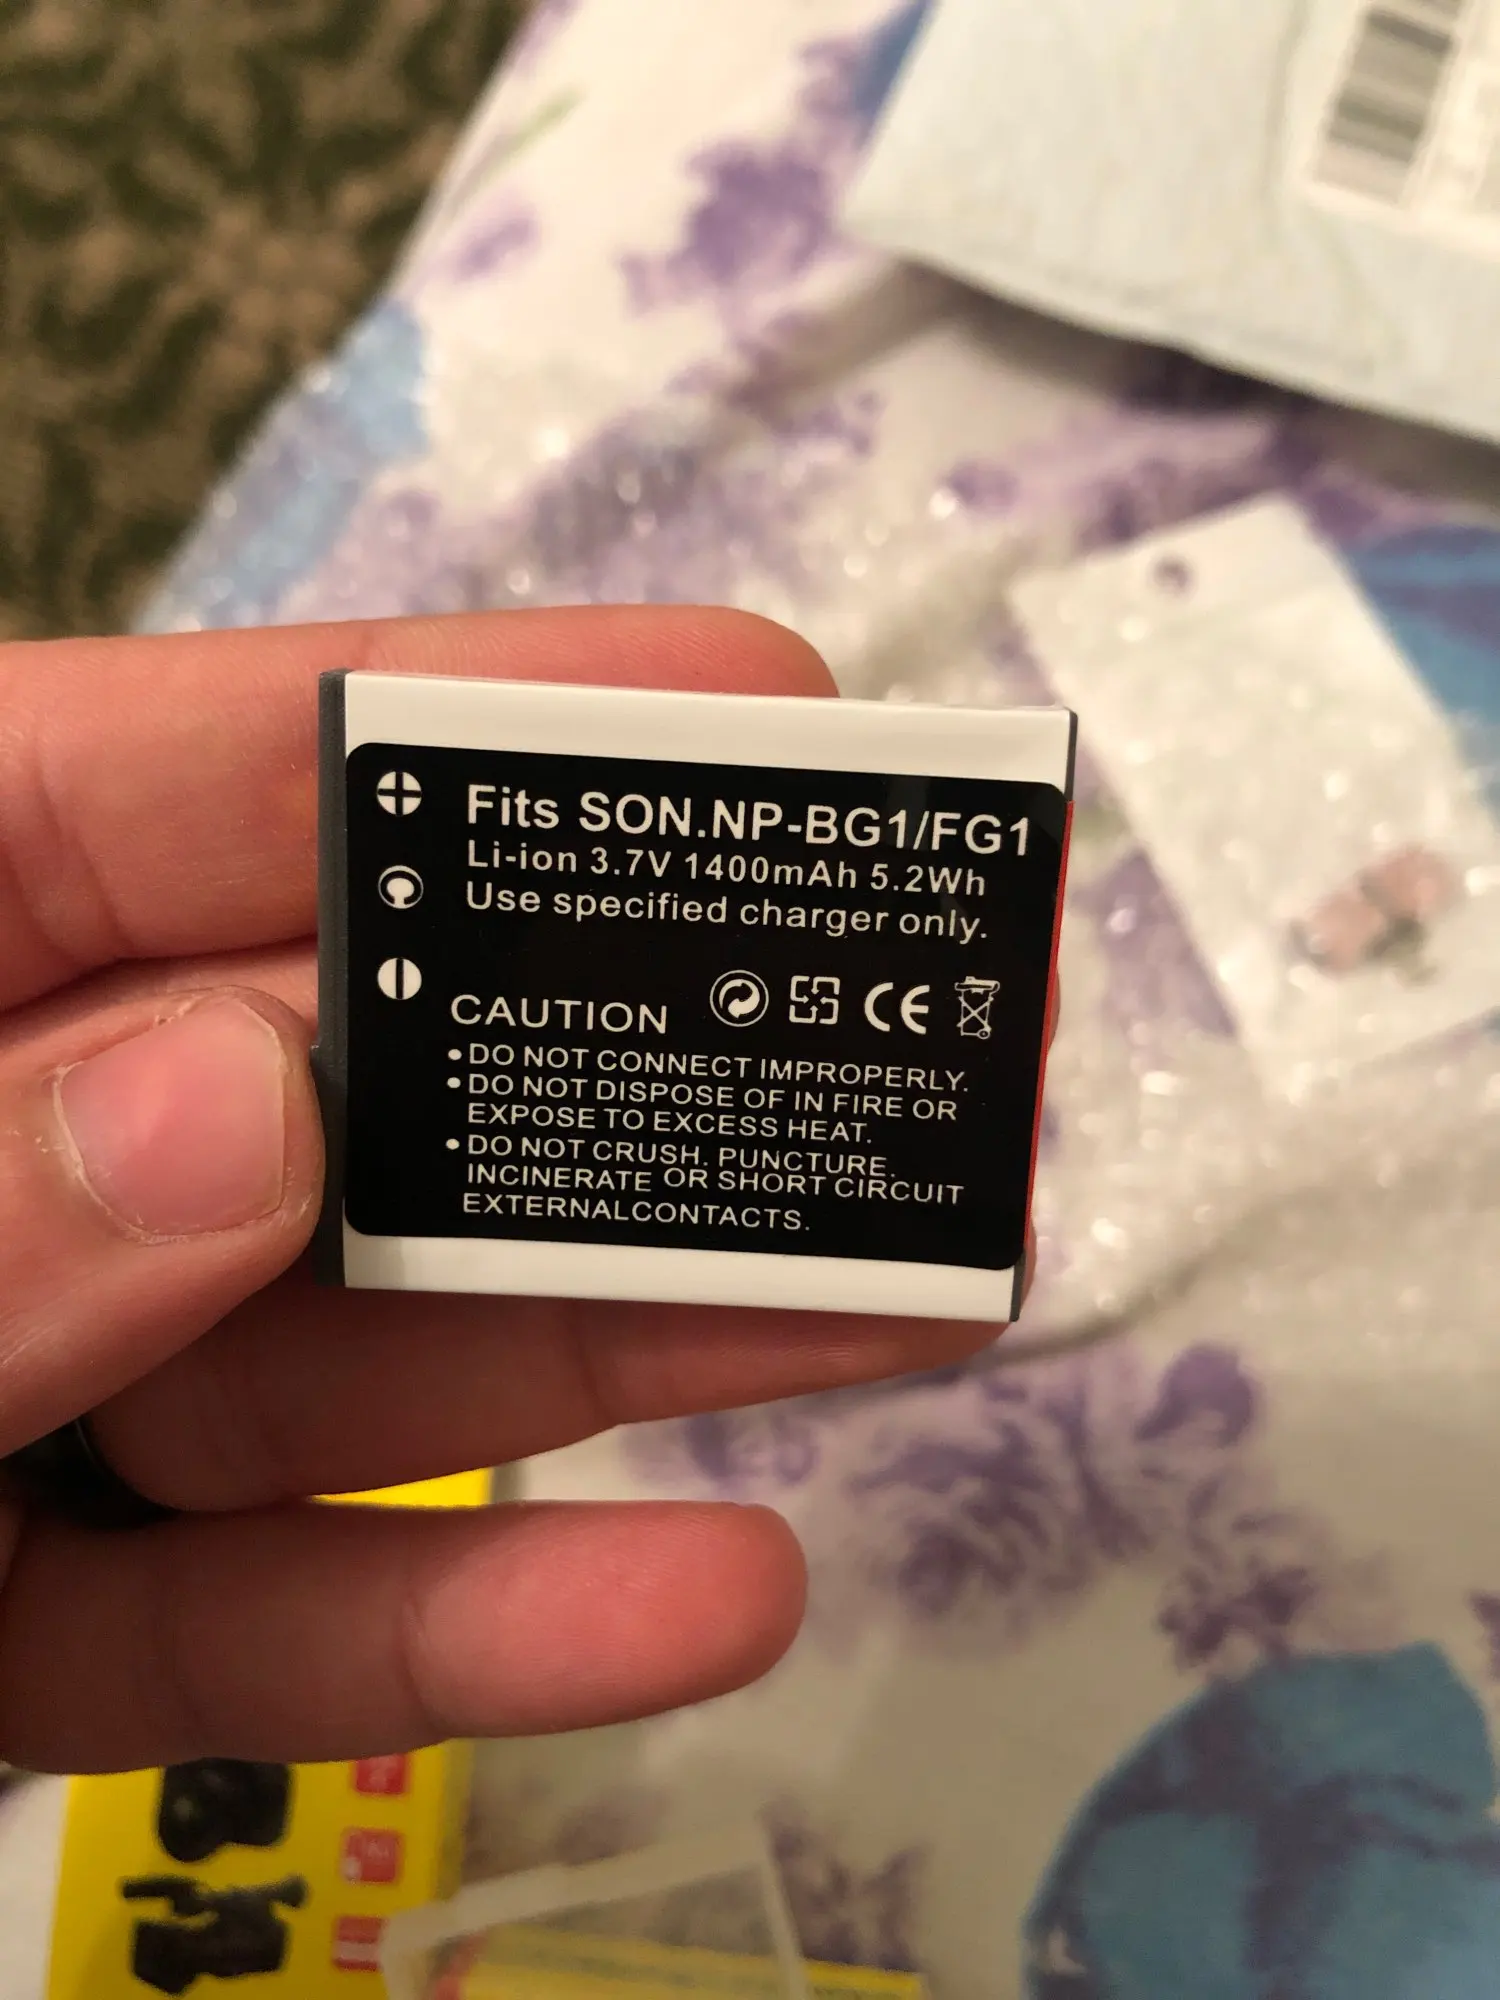 Fits SON.NP-BG1/FG1
Li-ion 3.7V 1400mAh 5.2Wh
Use specified charger only.
CAUTION CE
•DO NOT CONNECT IMPROPERLY.
•DO NOT DISPOSE OF IN FIRE OR
EXPOSE TO EXCESS HEAT.
•DO NOT CRUSH. PUNCTURE.
INCINERATE OR SHORT CIRCUIT
EXTERNALCONTACTS.